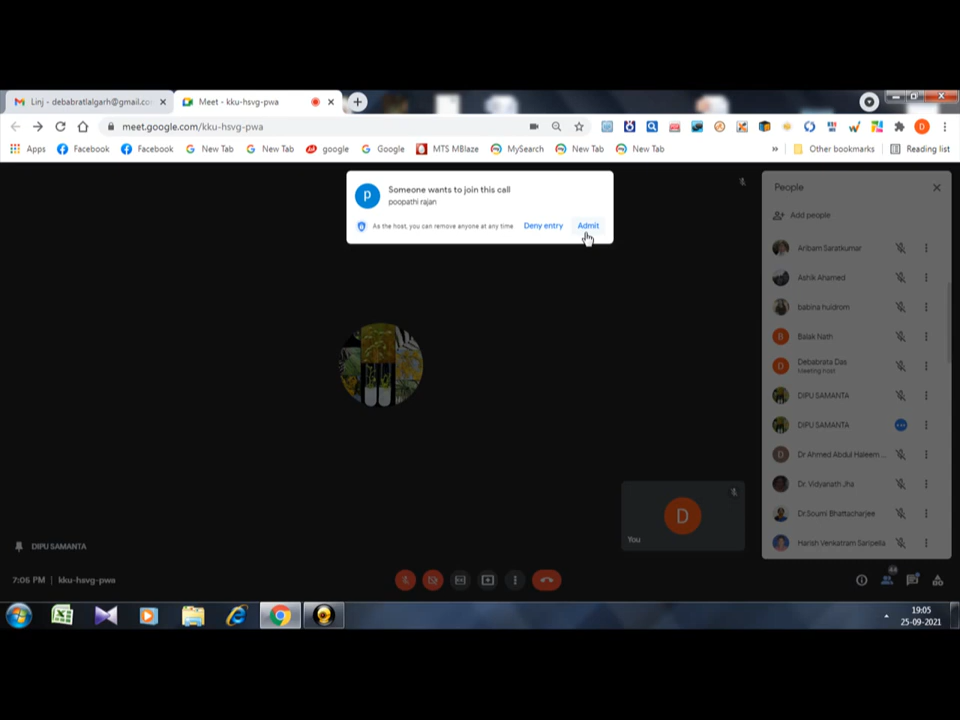 Linj - debabratlalgarh@gmail.co
Meet - kku-hsvg-pwa
meet.google.com/kku-hsvg-pwa
D
Apps
Facebook
Facebook
New Tab
New Tab
google
Google
MTS MBlaze
MySearch
New Tab
New Tab
»
Other bookmarks
Reading list
p
Someone wants to join this call
poopathi rajan
As the host, you can remove anyone at any time
Deny entry
Admit
People
Add people
Aribam Saratkumar
Ashik Ahamed
babina huidrom
Balak Nath
Debabrata Das
Meeting host
DIPU SAMANTA
DIPU SAMANTA
Dr Ahmed Abdul Haleem ...
Dr. Vidyanath Jha
Dr.Soumi Bhattacharjee
Harish Venkatram Saripella
D
You
DIPU SAMANTA
7:05 PM | kku-hsvg-pwa
19:05
25-09-2021